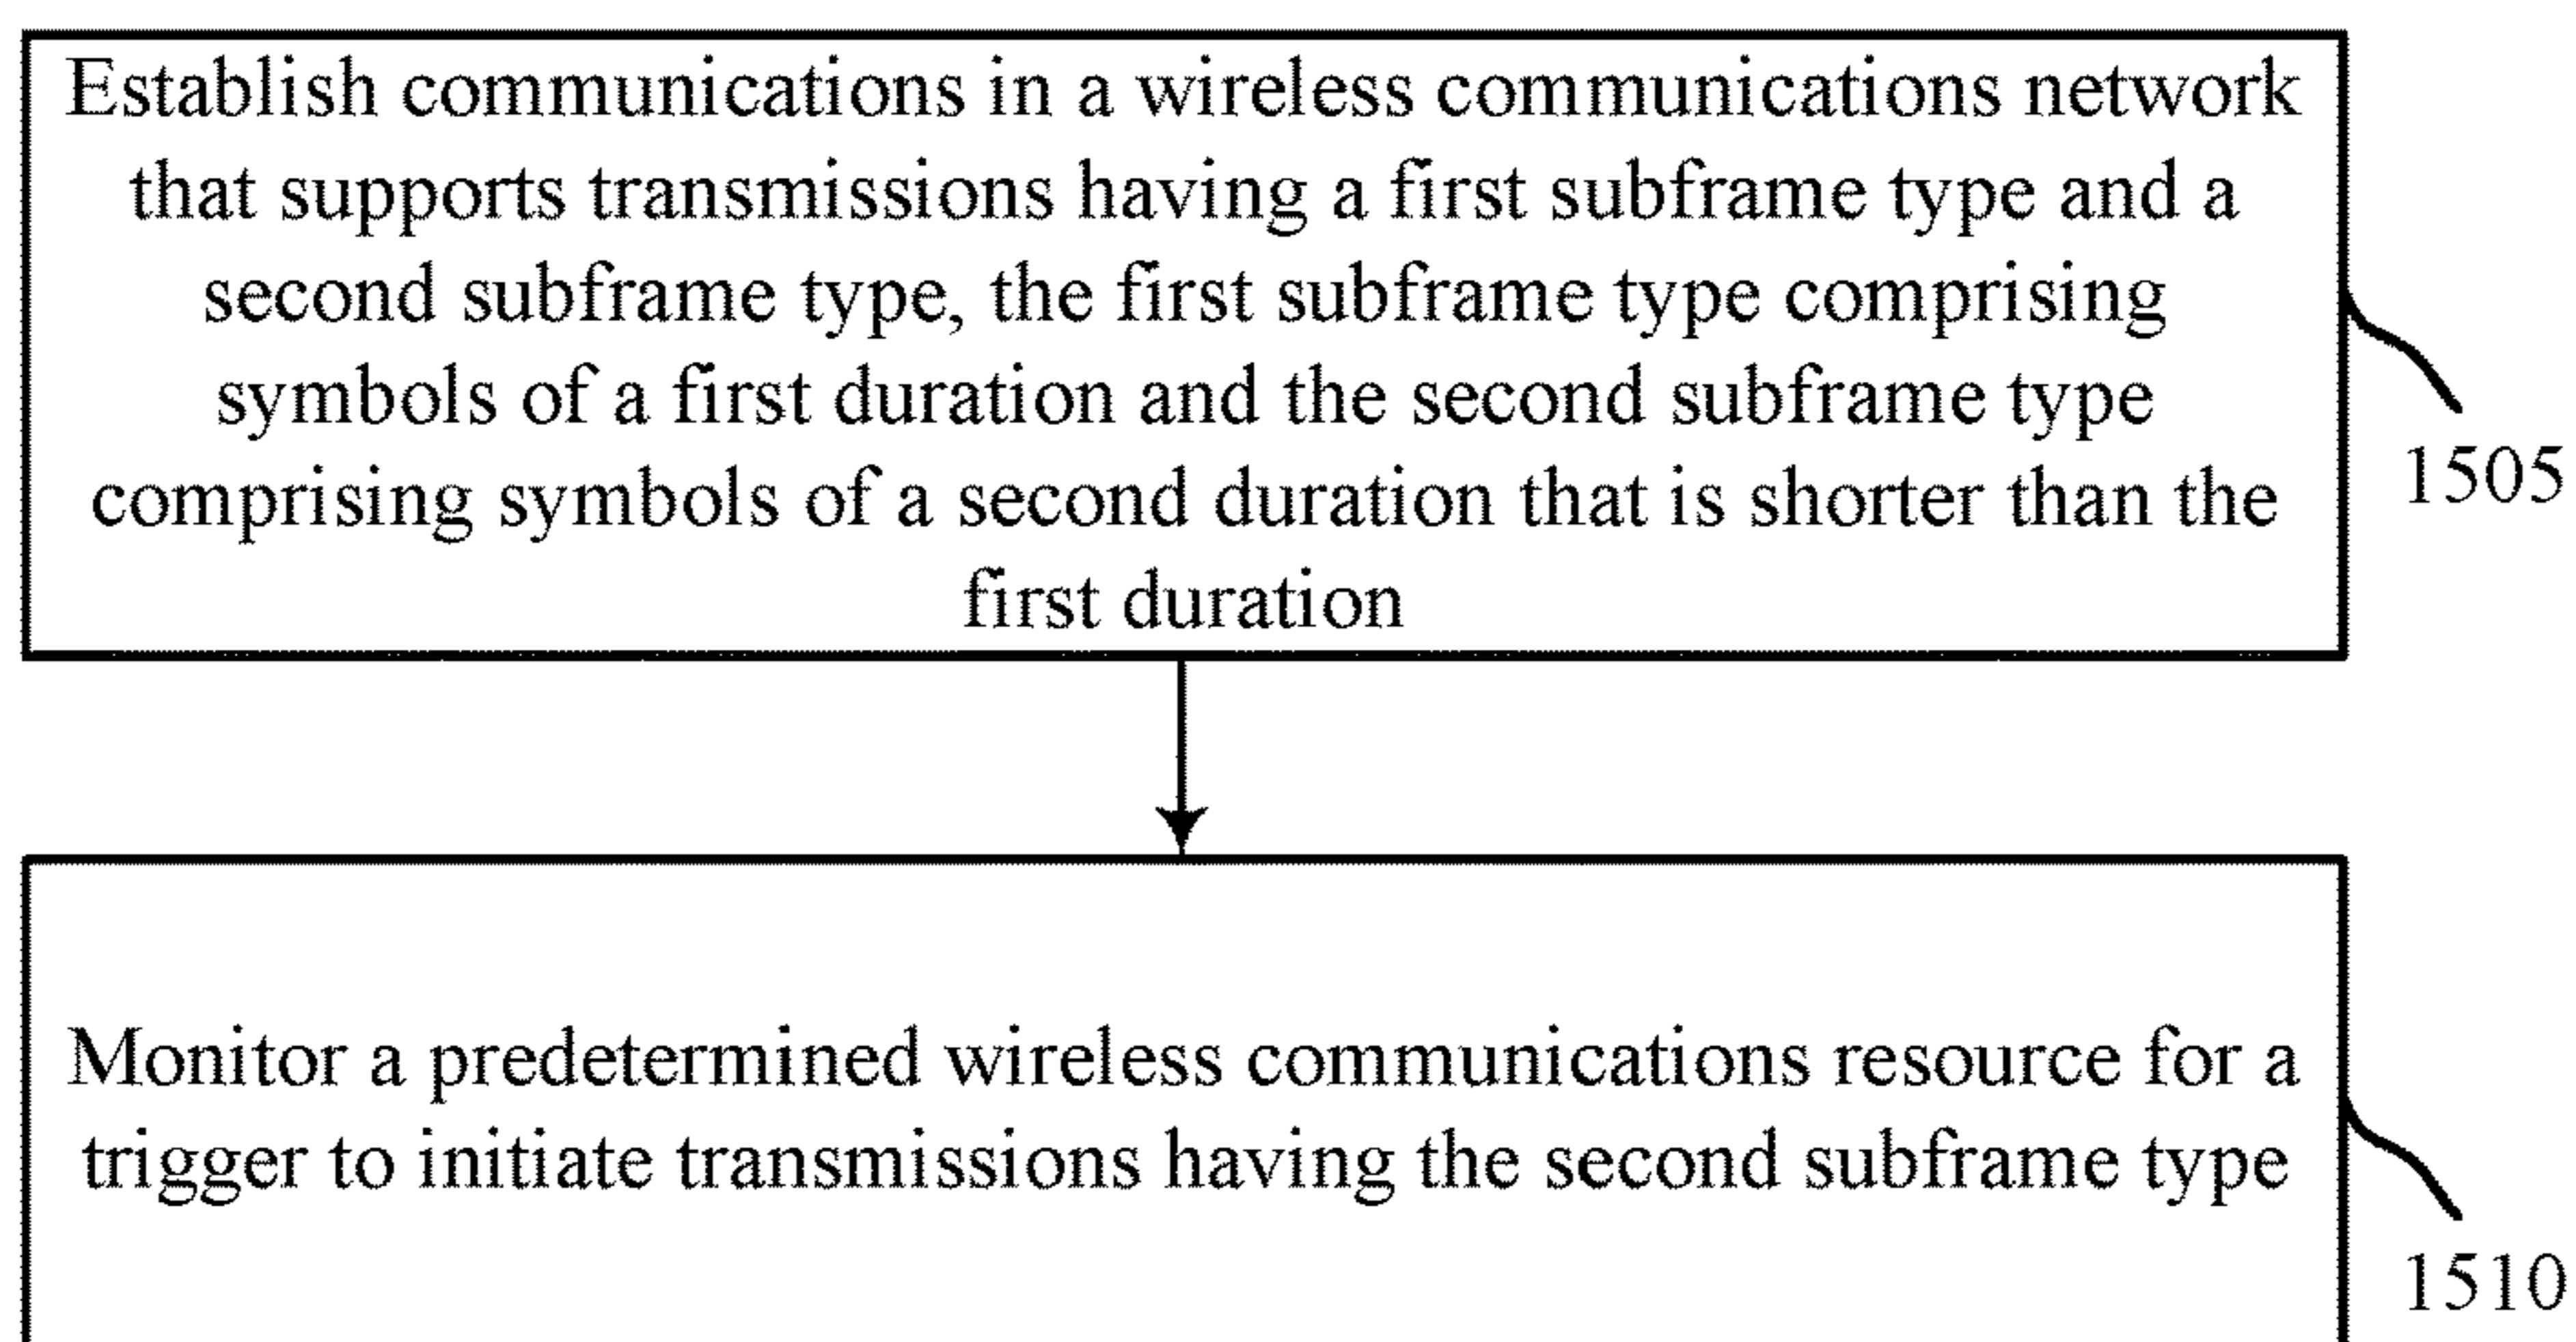 Establish communications in a wireless communications network
that supports transmissions having a first subframe type and a
second subframe type, the first subframe type comprising
symbols of a first duration and the second subframe type
comprising symbols of a second duration that is shorter than the
first duration
1505
Monitor a predetermined wireless communications resource for a
trigger to initiate transmissions having the second subframe type
1510